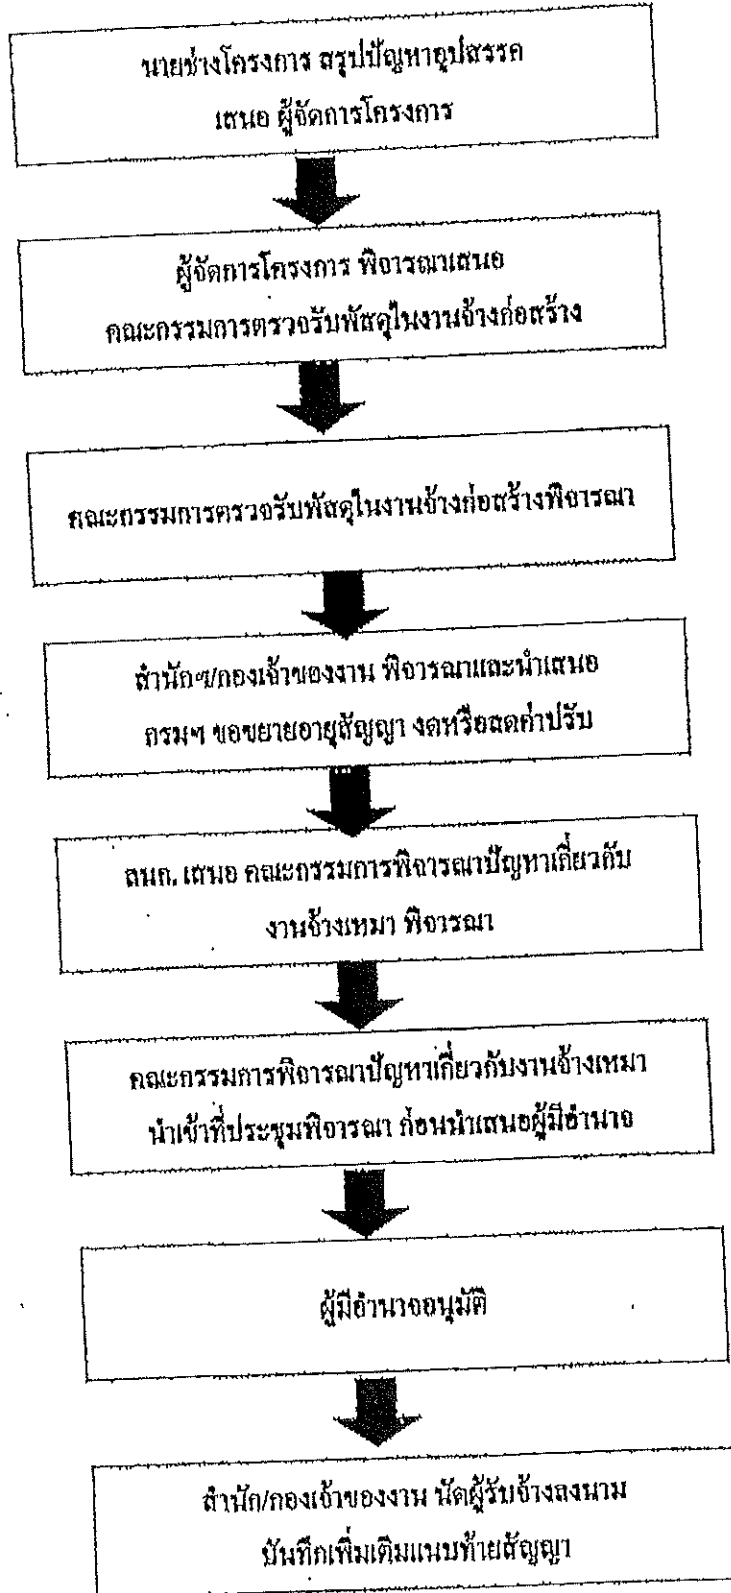 นายช่างโครงการ สรุปปัญหาอุปสรรค
เสนอ ผู้จัดการโครงการ
ผู้จัดการโครงการ พิจารณาเสนอ
คณะกรรมการตรวจรับพัสดุในงานจ้างก่อสร้าง
คณะกรรมการตรวจรับพัสดุในงานจ้างก่อสร้างพิจารณา
สำนักฯ/กองเจ้าของงาน พิจารณาและนำเสนอ
กรมฯ ขอขยายอายุสัญญา งดหรือลดค่าปรับ
สนก. เสนอ คณะกรรมการพิจารณาปัญหาเกี่ยวกับ
งานจ้างเหมา พิจารณา
คณะกรรมการพิจารณาปัญหาเกี่ยวกับงานจ้างเหมา
นำเข้าที่ประชุมพิจารณา ก่อนนำเสนอผู้มีอำนาจ
ผู้มีอำนาจอนุมัติ
สำนัก/กองเจ้าของงาน นัดผู้รับจ้างลงนาม
บันทึกเพิ่มเติมแนบท้ายสัญญา